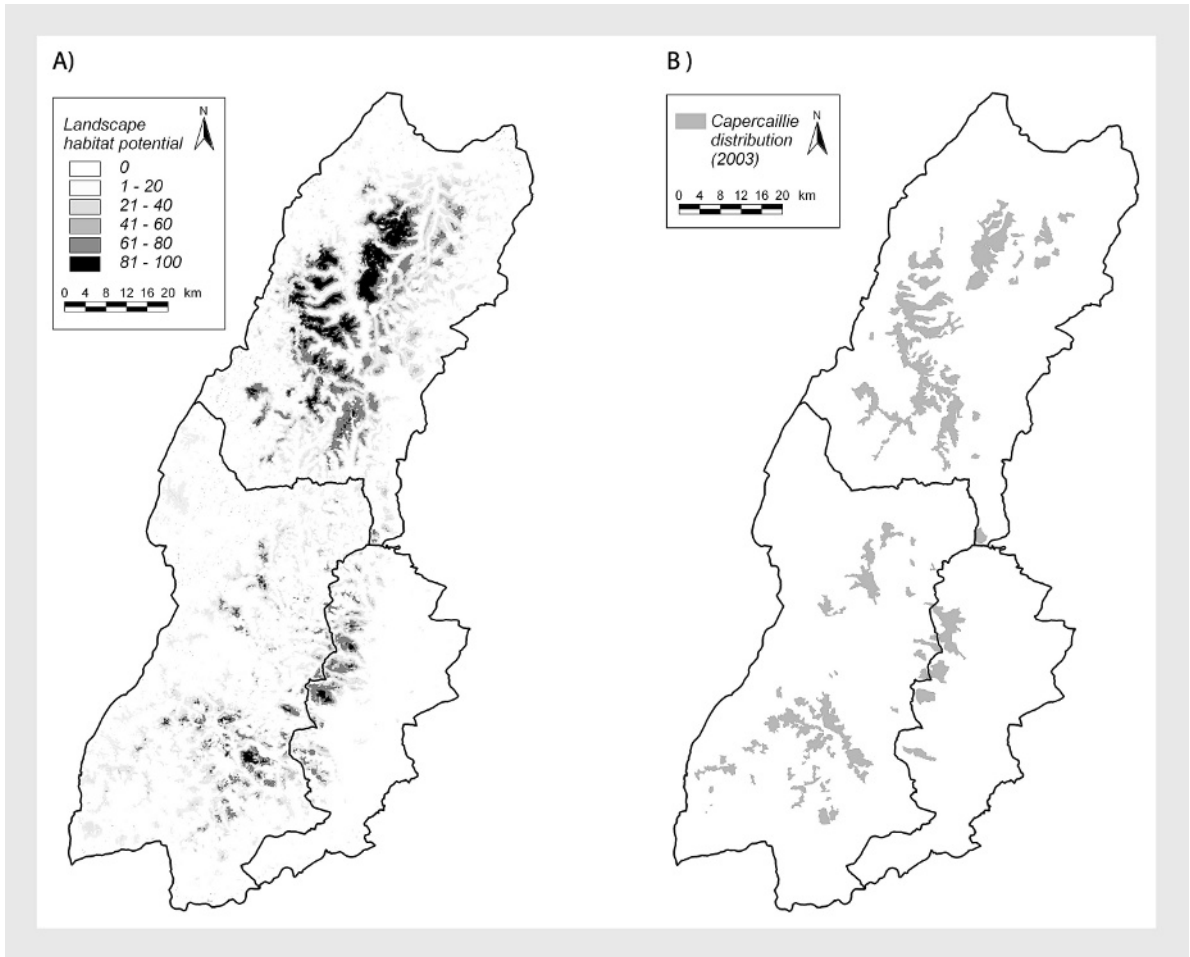 A)
Landscape
habitat potential
N
0
1 - 20
21 - 40
41 - 60
61 - 80
81 - 100
0 4 8 12 16 20 km
B )
Capercaillie
distribution
(2003)
N
0 4 8 12 16 20 km